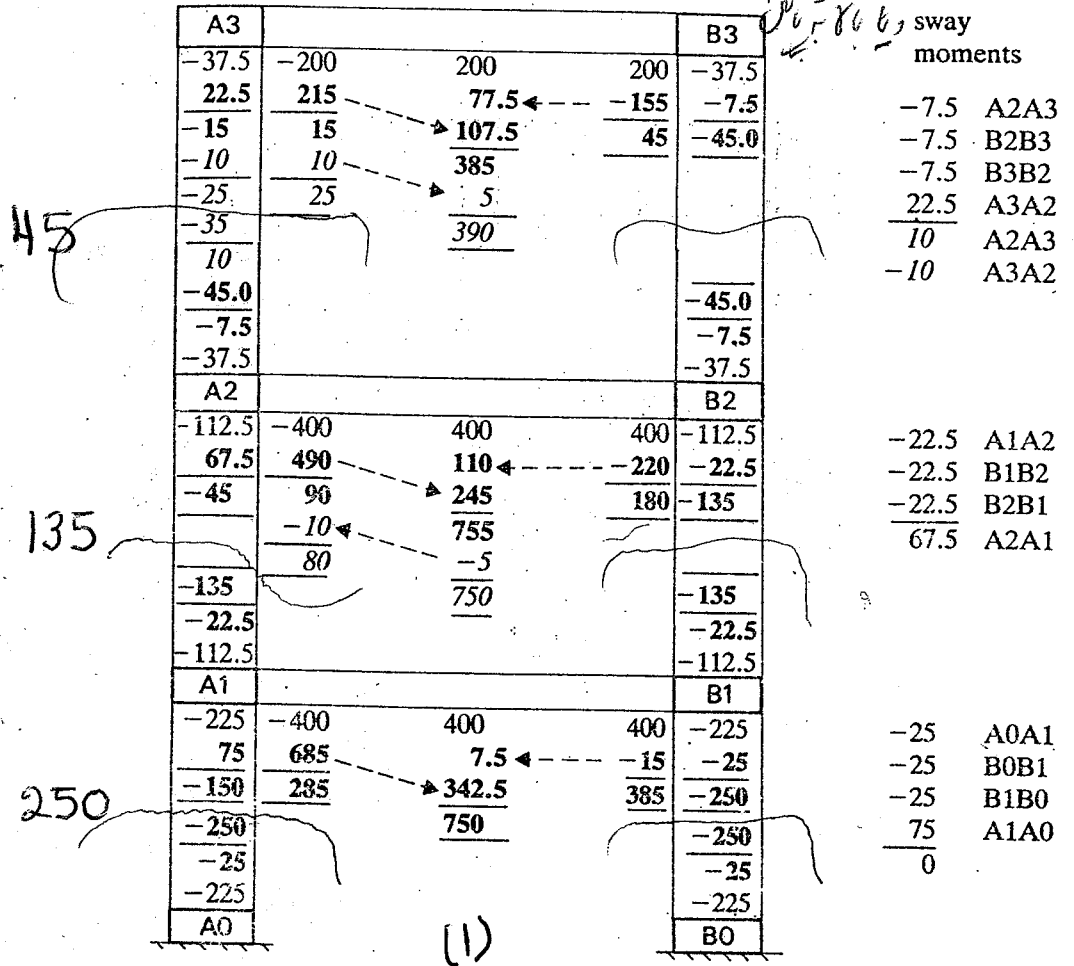 A3 B3 sway
moments
-37.5 -200 200 200 -37.5
22.5 215 77.5 -155 -7.5 -7.5 A2A3
-15 15 107.5 45 -45.0 -7.5 B2B3
-10 10 385 -7.5 B3B2
-25 25 5 22.5 A3A2
45 -35 390 10 A2A3
10 -10 A3A2
-45.0 -45.0
-7.5 -7.5
-37.5 -37.5
A2 B2
-112.5 -400 400 400 -112.5 -22.5 A1A2
67.5 490 110 -220 -22.5 -22.5 B1B2
-45 90 245 180 -135 -22.5 B2B1
135 -10 755 67.5 A2A1
80 -5
-135 750 -135
-22.5 -22.5
-112.5 -112.5
A1 B1
-225 -400 400 400 -225 -25 A0A1
75 685 7.5 -15 -25 -25 B0B1
250 -150 285 342.5 385 -250 -25 B1B0
-250 750 -250 75 A1A0
-25 -25 0
-225 -225
A0 (1) B0